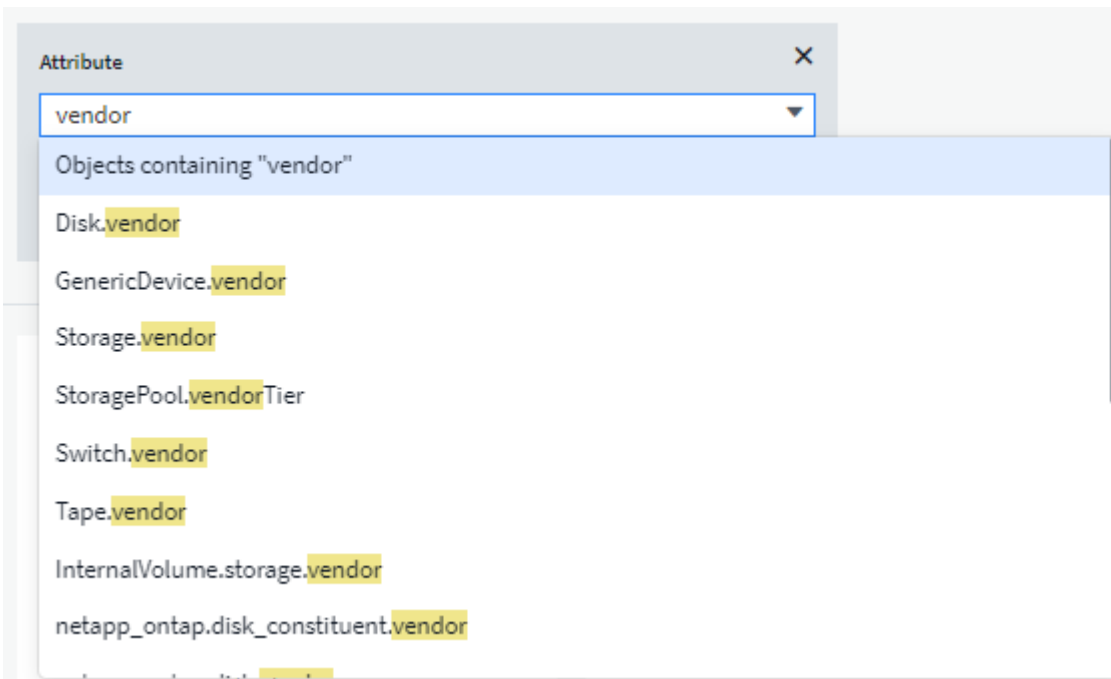 Attribute
vendor
Objects containing "vendor"
Disk.vendor
GenericDevice.vendor
Storage.vendor
StoragePool.vendorTier
Switch.vendor
Tape.vendor
InternalVolume.storage.vendor
netapp_ontap.disk_constituent.vendor